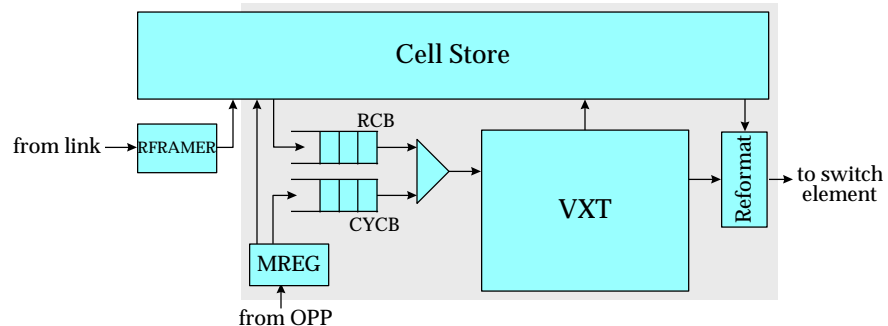 Cell Store
RCB
from link
RFRAMER
VXT
Reformat
to switch
element
CYCB
MREG
from OPP